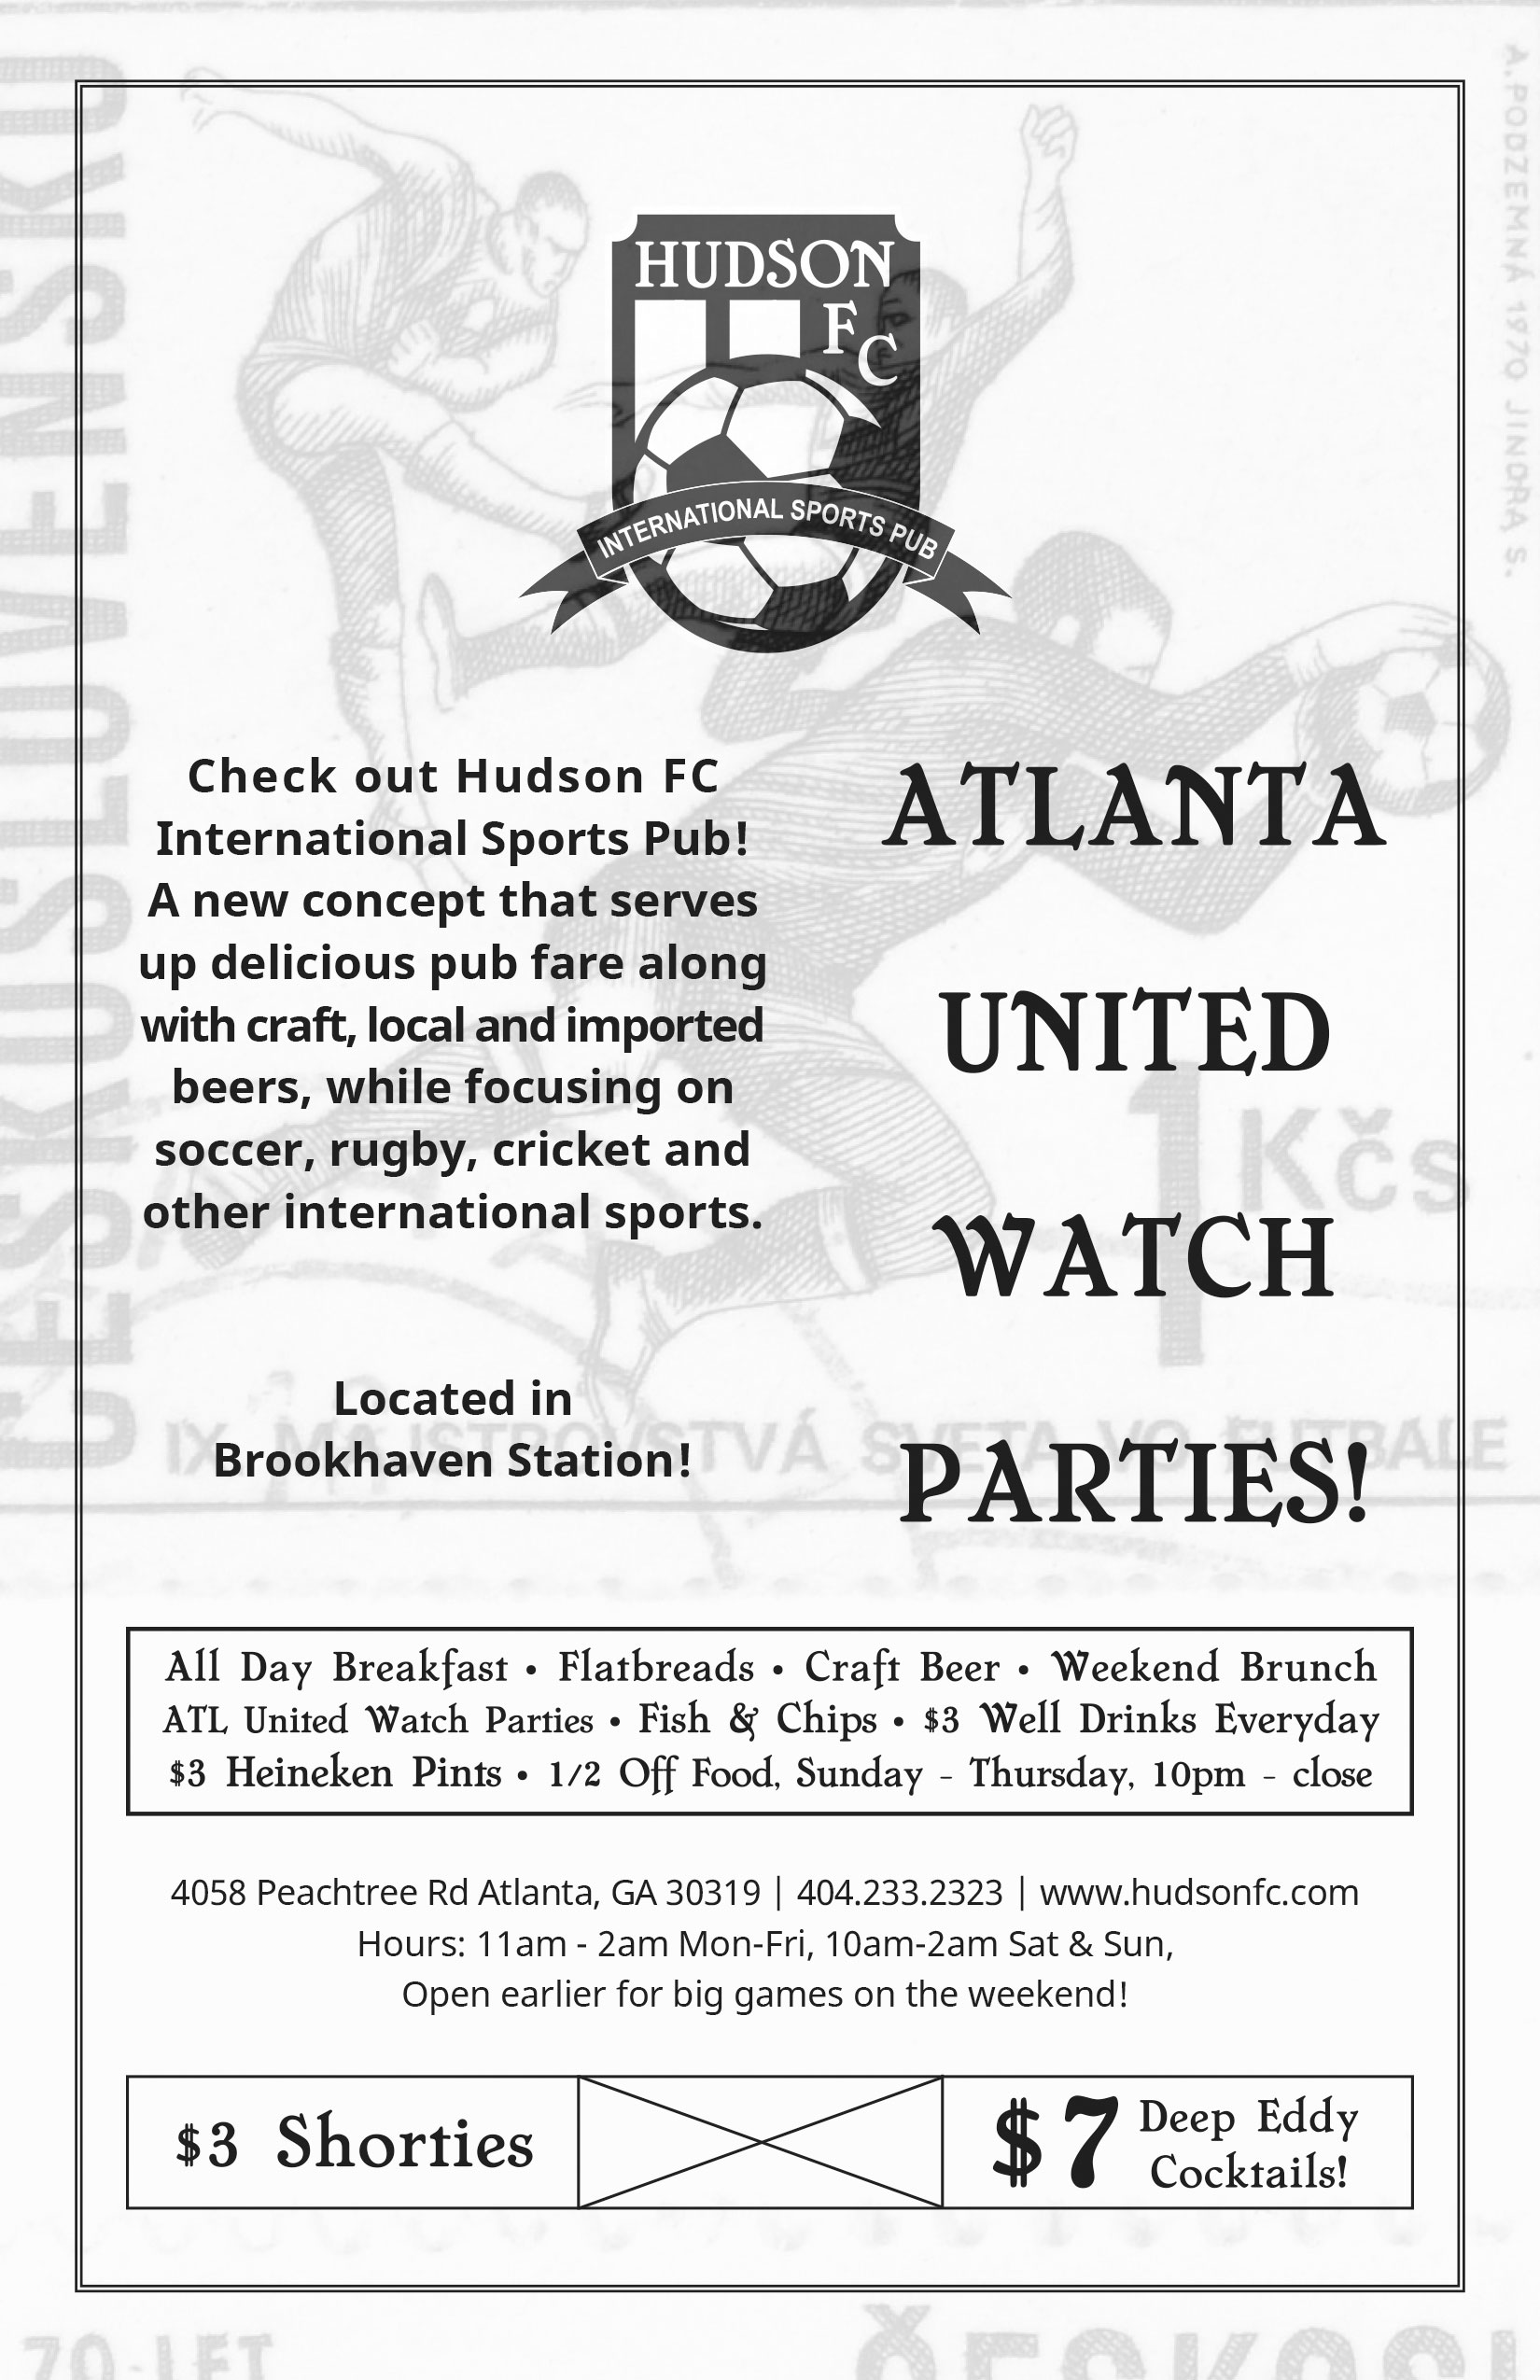 HUDSON
FC
INTERNATIONAL SPORTS PUB
Check out Hudson FC
International Sports Pub!
A new concept that serves
up delicious pub fare along
with craft, local and imported
beers, while focusing on
soccer, rugby, cricket and
other international sports.
Located in
Brookhaven Station!
ATLANTA
UNITED
WATCH
PARTIES!
All Day Breakfast • Flatbreads • Craft Beer • Weekend Brunch
ATL United Watch Parties • Fish & Chips • $3 Well Drinks Everyday
$3 Heineken Pints • 1/2 Off Food, Sunday - Thursday, 10pm - close
4058 Peachtree Rd Atlanta, GA 30319 | 404.233.2323 | www.hudsonfc.com
Hours: 11am - 2am Mon-Fri, 10am-2am Sat & Sun,
Open earlier for big games on the weekend!
$3 Shorties
$7 Deep Eddy
Cocktails!
ČESKOSLOVENSKO
A. PODZEMNÁ 1970 JINDRA S.
1 Kčs
IX MAJSTROVSTVÁ SVETA VO FUTBALE
70 LET